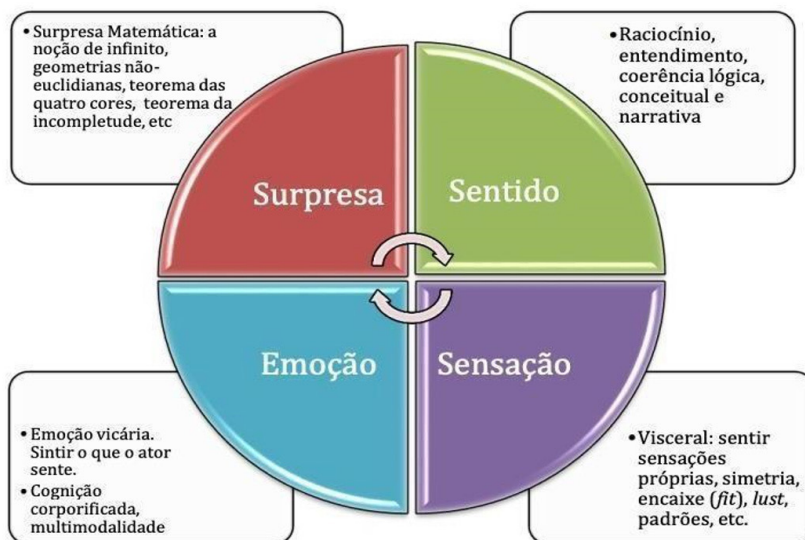 • Surpresa Matemática: a
noção de infinito,
geometrias não-
euclidianas, teorema das
quatro cores, teorema da
incompletude, etc
• Raciocínio,
entendimento,
coerência lógica,
conceitual e
narrativa
Surpresa
Sentido
Emoção
Sensação
• Emoção vicária.
Sintir o que o ator
sente.
• Cognição
corporificada,
multimodalidade
• Visceral: sentir
sensações
próprias, simetria,
encaixe (fit), lust,
padrões, etc.